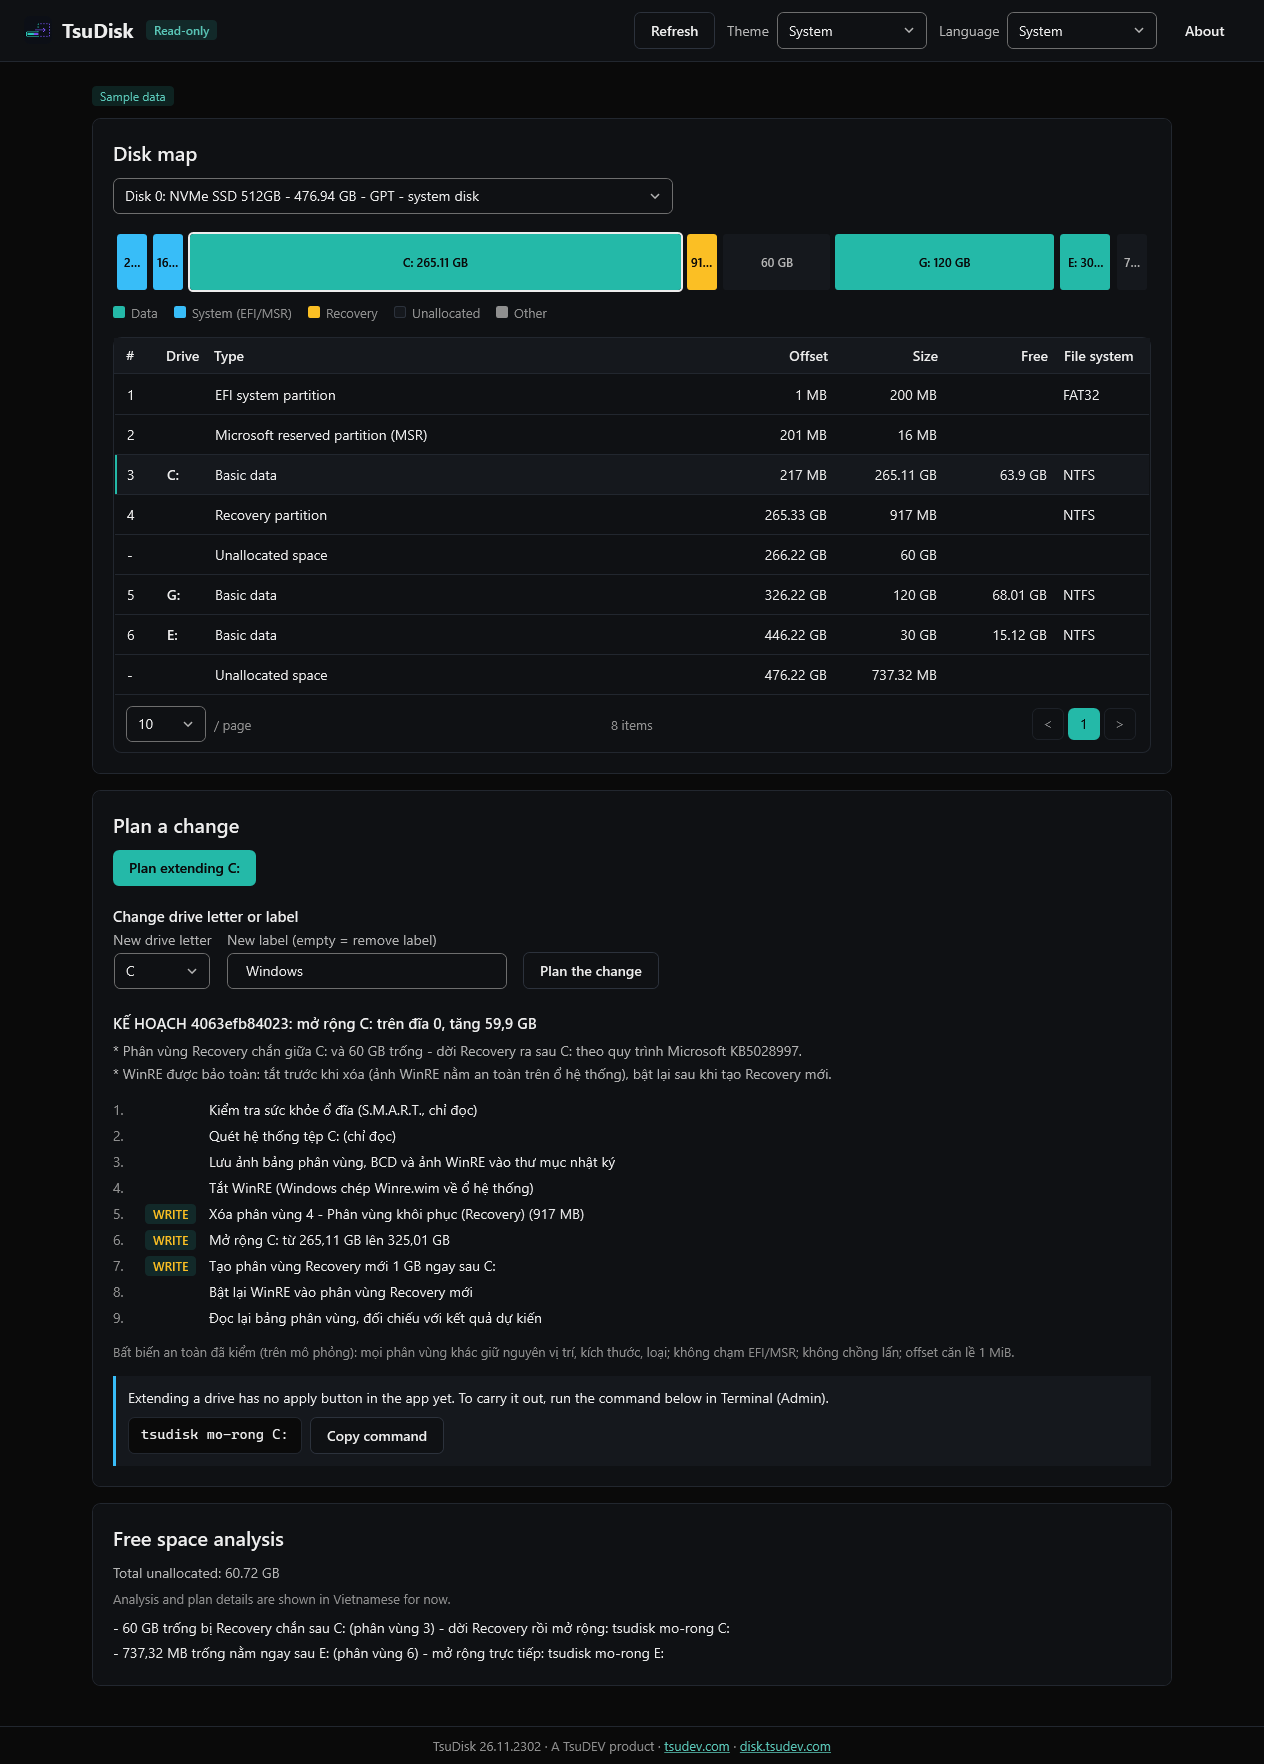 TsuDisk Read-only Refresh Theme System Language System About
Sample data
Disk map
Disk 0: NVMe SSD 512GB - 476.94 GB - GPT - system disk
2... 16... C: 265.11 GB 91... 60 GB G: 120 GB E: 30... 7...
Data System (EFI/MSR) Recovery Unallocated Other
# Drive Type Offset Size Free File system
1 EFI system partition 1 MB 200 MB FAT32
2 Microsoft reserved partition (MSR) 201 MB 16 MB
3 C: Basic data 217 MB 265.11 GB 63.9 GB NTFS
4 Recovery partition 265.33 GB 917 MB NTFS
- Unallocated space 266.22 GB 60 GB
5 G: Basic data 326.22 GB 120 GB 68.01 GB NTFS
6 E: Basic data 446.22 GB 30 GB 15.12 GB NTFS
- Unallocated space 476.22 GB 737.32 MB
10 / page 8 items < 1 >
Plan a change
Plan extending C:
Change drive letter or label
New drive letter New label (empty = remove label)
C Windows Plan the change
KẾ HOẠCH 4063efb84023: mở rộng C: trên đĩa 0, tăng 59,9 GB
* Phân vùng Recovery chắn giữa C: và 60 GB trống - dời Recovery ra sau C: theo quy trình Microsoft KB5028997.
* WinRE được bảo toàn: tắt trước khi xóa (ảnh WinRE nằm an toàn trên ổ hệ thống), bật lại sau khi tạo Recovery mới.
1. Kiểm tra sức khỏe ổ đĩa (S.M.A.R.T., chỉ đọc)
2. Quét hệ thống tệp C: (chỉ đọc)
3. Lưu ảnh bảng phân vùng, BCD và ảnh WinRE vào thư mục nhật ký
4. Tắt WinRE (Windows chép Winre.wim về ổ hệ thống)
5. WRITE Xóa phân vùng 4 - Phân vùng khôi phục (Recovery) (917 MB)
6. WRITE Mở rộng C: từ 265,11 GB lên 325,01 GB
7. WRITE Tạo phân vùng Recovery mới 1 GB ngay sau C:
8. Bật lại WinRE vào phân vùng Recovery mới
9. Đọc lại bảng phân vùng, đối chiếu với kết quả dự kiến
Bất biến an toàn đã kiểm (trên mô phỏng): mọi phân vùng khác giữ nguyên vị trí, kích thước, loại; không chạm EFI/MSR; không chồng lấn; offset căn lề 1 MiB.
Extending a drive has no apply button in the app yet. To carry it out, run the command below in Terminal (Admin).
tsudisk mo-rong C: Copy command
Free space analysis
Total unallocated: 60.72 GB
Analysis and plan details are shown in Vietnamese for now.
- 60 GB trống bị Recovery chắn sau C: (phân vùng 3) - dời Recovery rồi mở rộng: tsudisk mo-rong C:
- 737,32 MB trống nằm ngay sau E: (phân vùng 6) - mở rộng trực tiếp: tsudisk mo-rong E:
TsuDisk 26.11.2302 · A TsuDEV product · tsudev.com · disk.tsudev.com